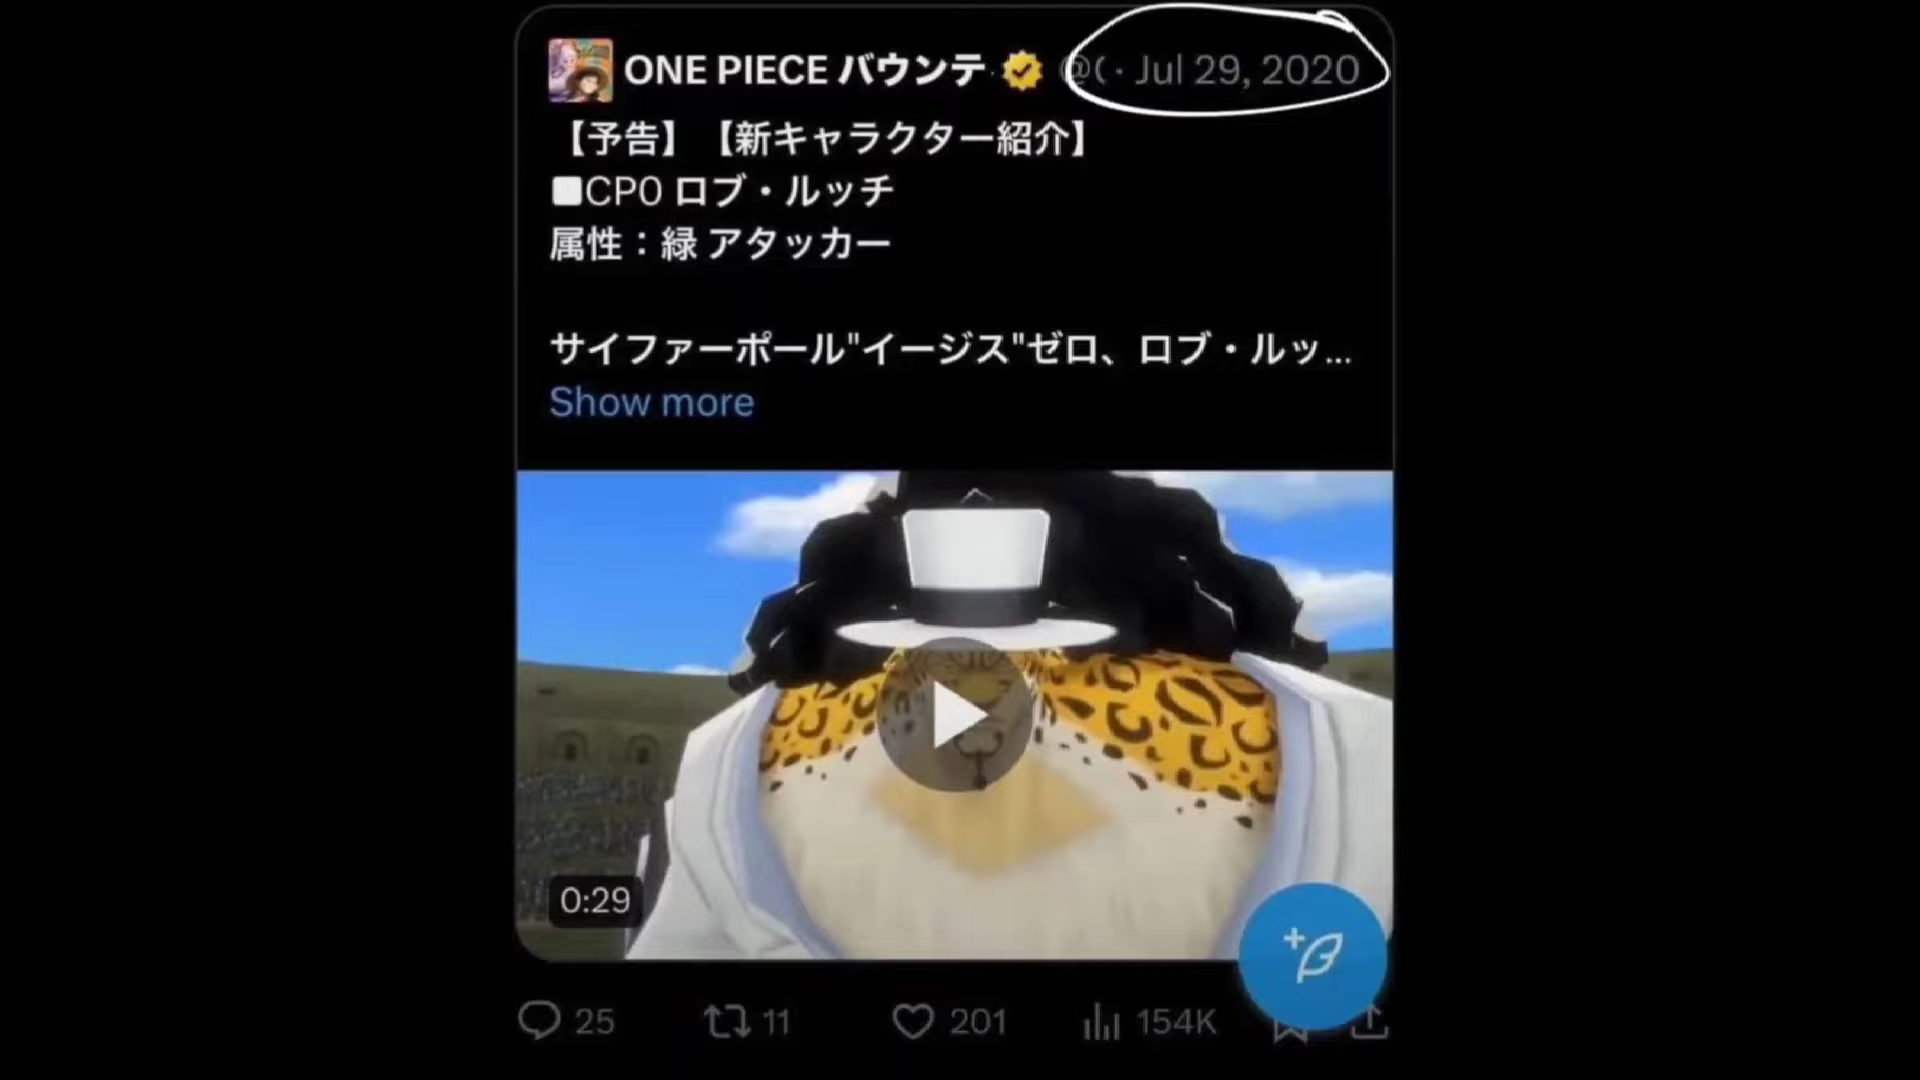 ONE PIECE バウンテ @( · Jul 29, 2020
【予告】【新キャラクター紹介】
■CP0 ロブ・ルッチ
属性：緑 アタッカー
サイファーポール"イージス"ゼロ、ロブ・ルッ...
Show more
0:29
25 11 201 154K